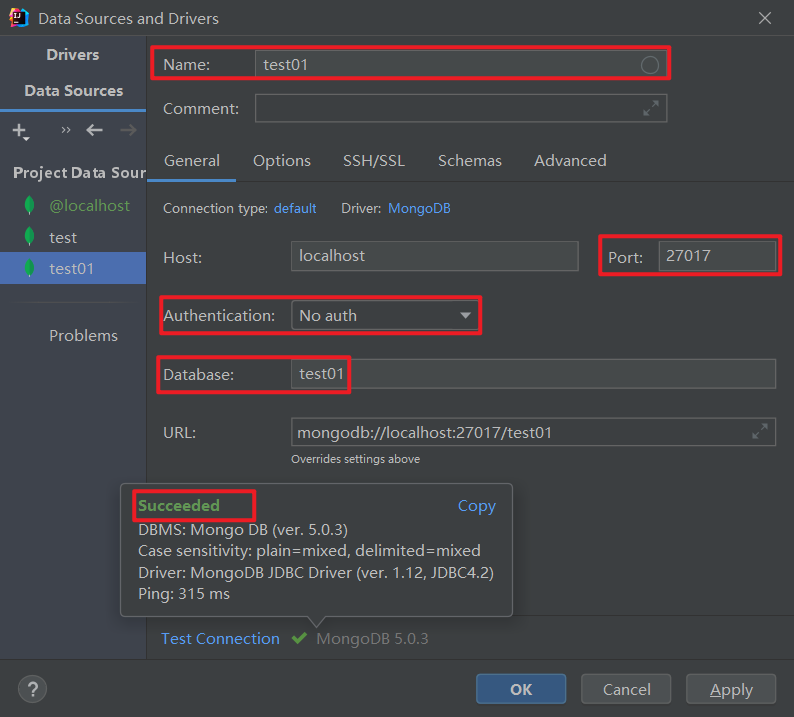 Data Sources and Drivers
Drivers
Data Sources
Project Data Sour
@localhost
test
test01
Problems
Name: test01
Comment:
General Options SSH/SSL Schemas Advanced
Connection type: default Driver: MongoDB
Host: localhost Port: 27017
Authentication: No auth
Database: test01
URL: mongodb://localhost:27017/test01
Overrides settings above
Succeeded Copy
DBMS: Mongo DB (ver. 5.0.3)
Case sensitivity: plain=mixed, delimited=mixed
Driver: MongoDB JDBC Driver (ver. 1.12, JDBC4.2)
Ping: 315 ms
Test Connection MongoDB 5.0.3
? OK Cancel Apply